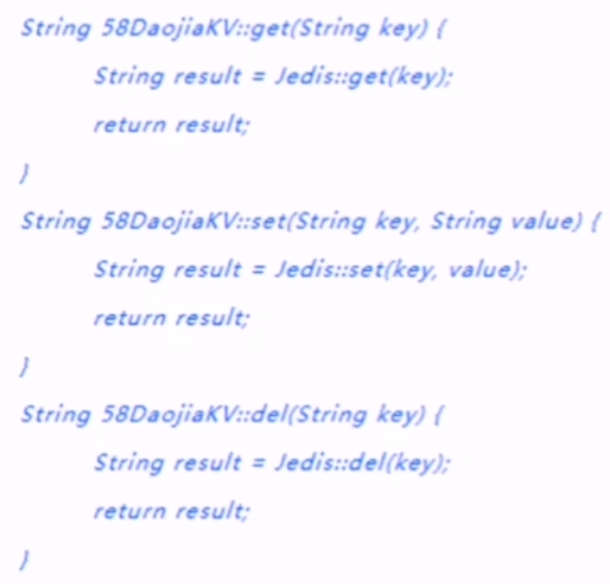 String 58DaojiaKV::get(String key) {
String result = Jedis::get(key);
return result;
}
String 58DaojiaKV::set(String key, String value) {
String result = Jedis::set(key, value);
return result;
}
String 58DaojiaKV::del(String key) {
String result = Jedis::del(key);
return result;
}